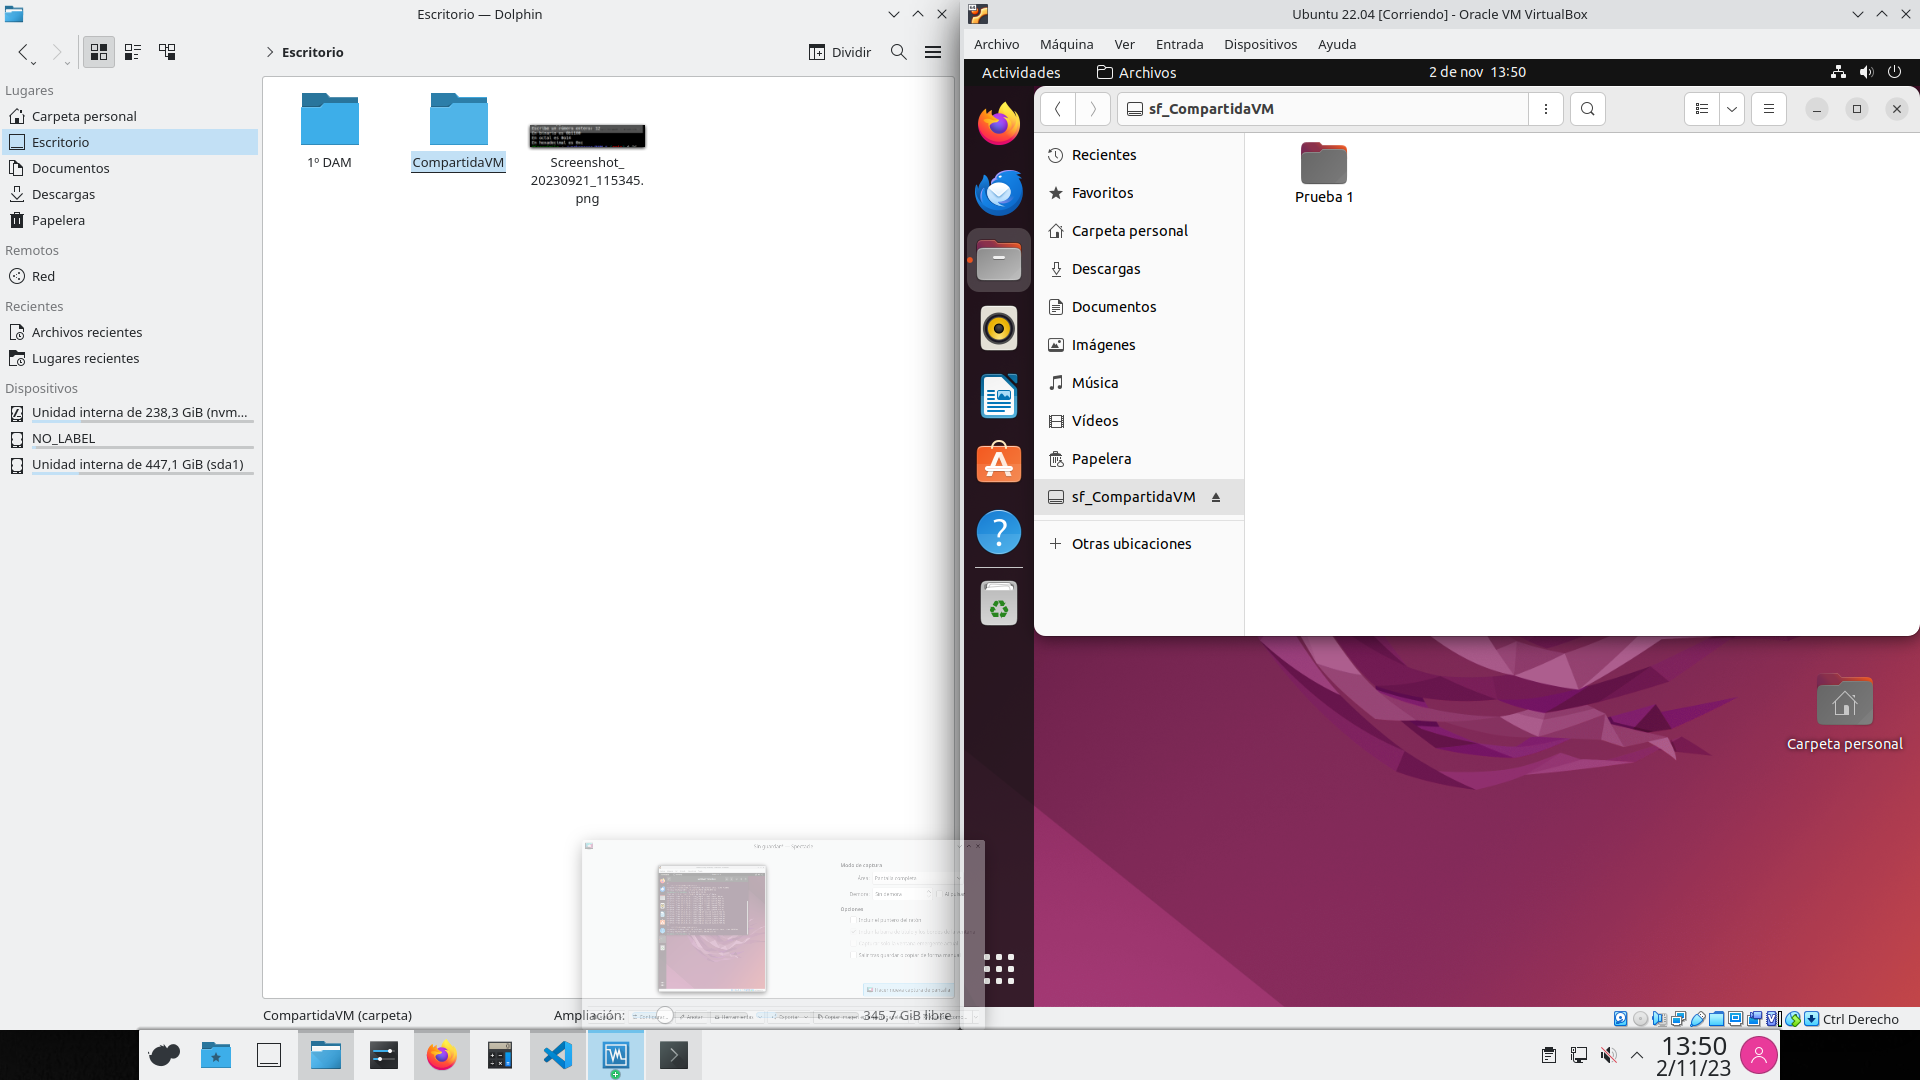 Escritorio — Dolphin
Escritorio
Dividir
Lugares
Carpeta personal
Escritorio
Documentos
Descargas
Papelera
Remotos
Red
Recientes
Archivos recientes
Lugares recientes
Dispositivos
Unidad interna de 238,3 GiB (nvm...
NO_LABEL
Unidad interna de 447,1 GiB (sda1)
1º DAM
CompartidaVM
Screenshot_
20230921_115345.
png
CompartidaVM (carpeta)
Ampliación:
345,7 GiB libre
Ubuntu 22.04 [Corriendo] - Oracle VM VirtualBox
Archivo Máquina Ver Entrada Dispositivos Ayuda
Actividades
Archivos
2 de nov 13:50
sf_CompartidaVM
Recientes
Favoritos
Carpeta personal
Descargas
Documentos
Imágenes
Música
Vídeos
Papelera
sf_CompartidaVM
Otras ubicaciones
Prueba 1
Carpeta personal
Ctrl Derecho
13:50
2/11/23